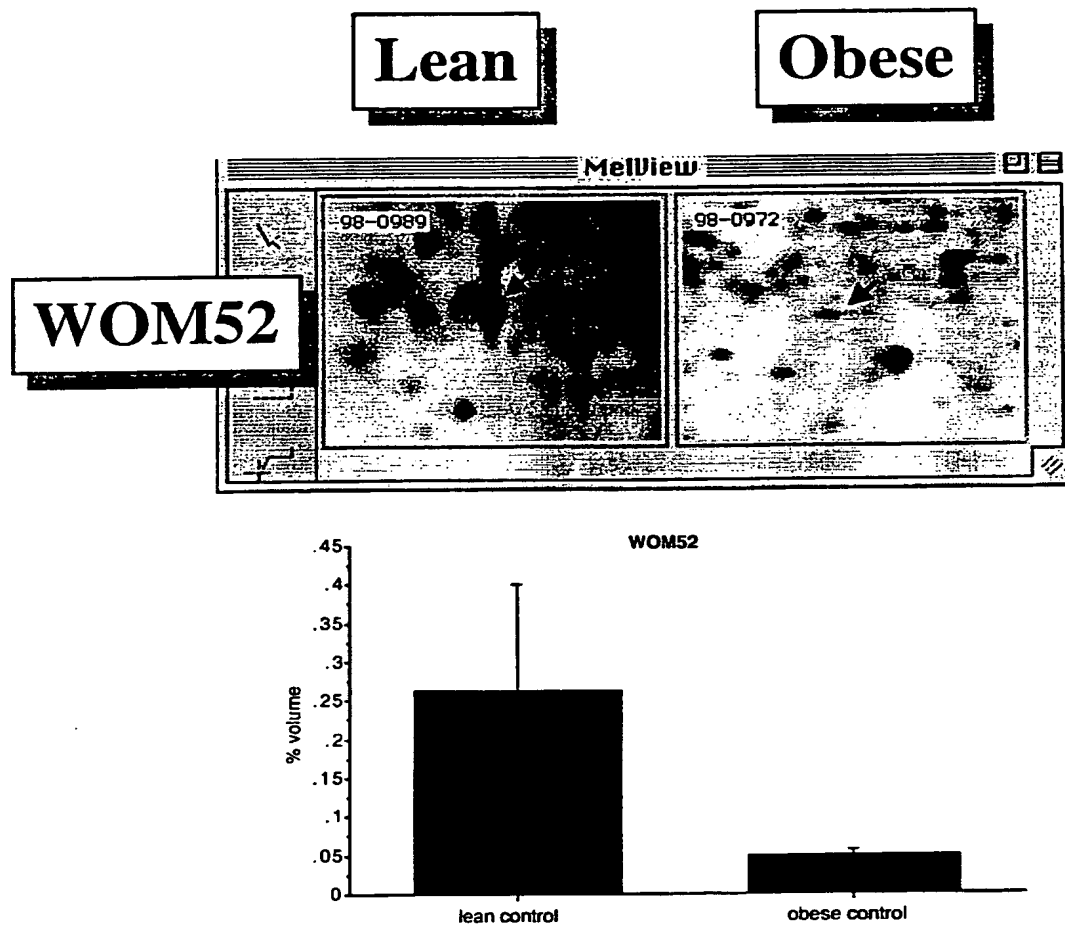 Lean
Obese
MelView
98-0989
98-0972
WOM52
WOM52
.45
.4
.35
.3
.25
.2
.15
.1
.05
0
% volume
lean control
obese control